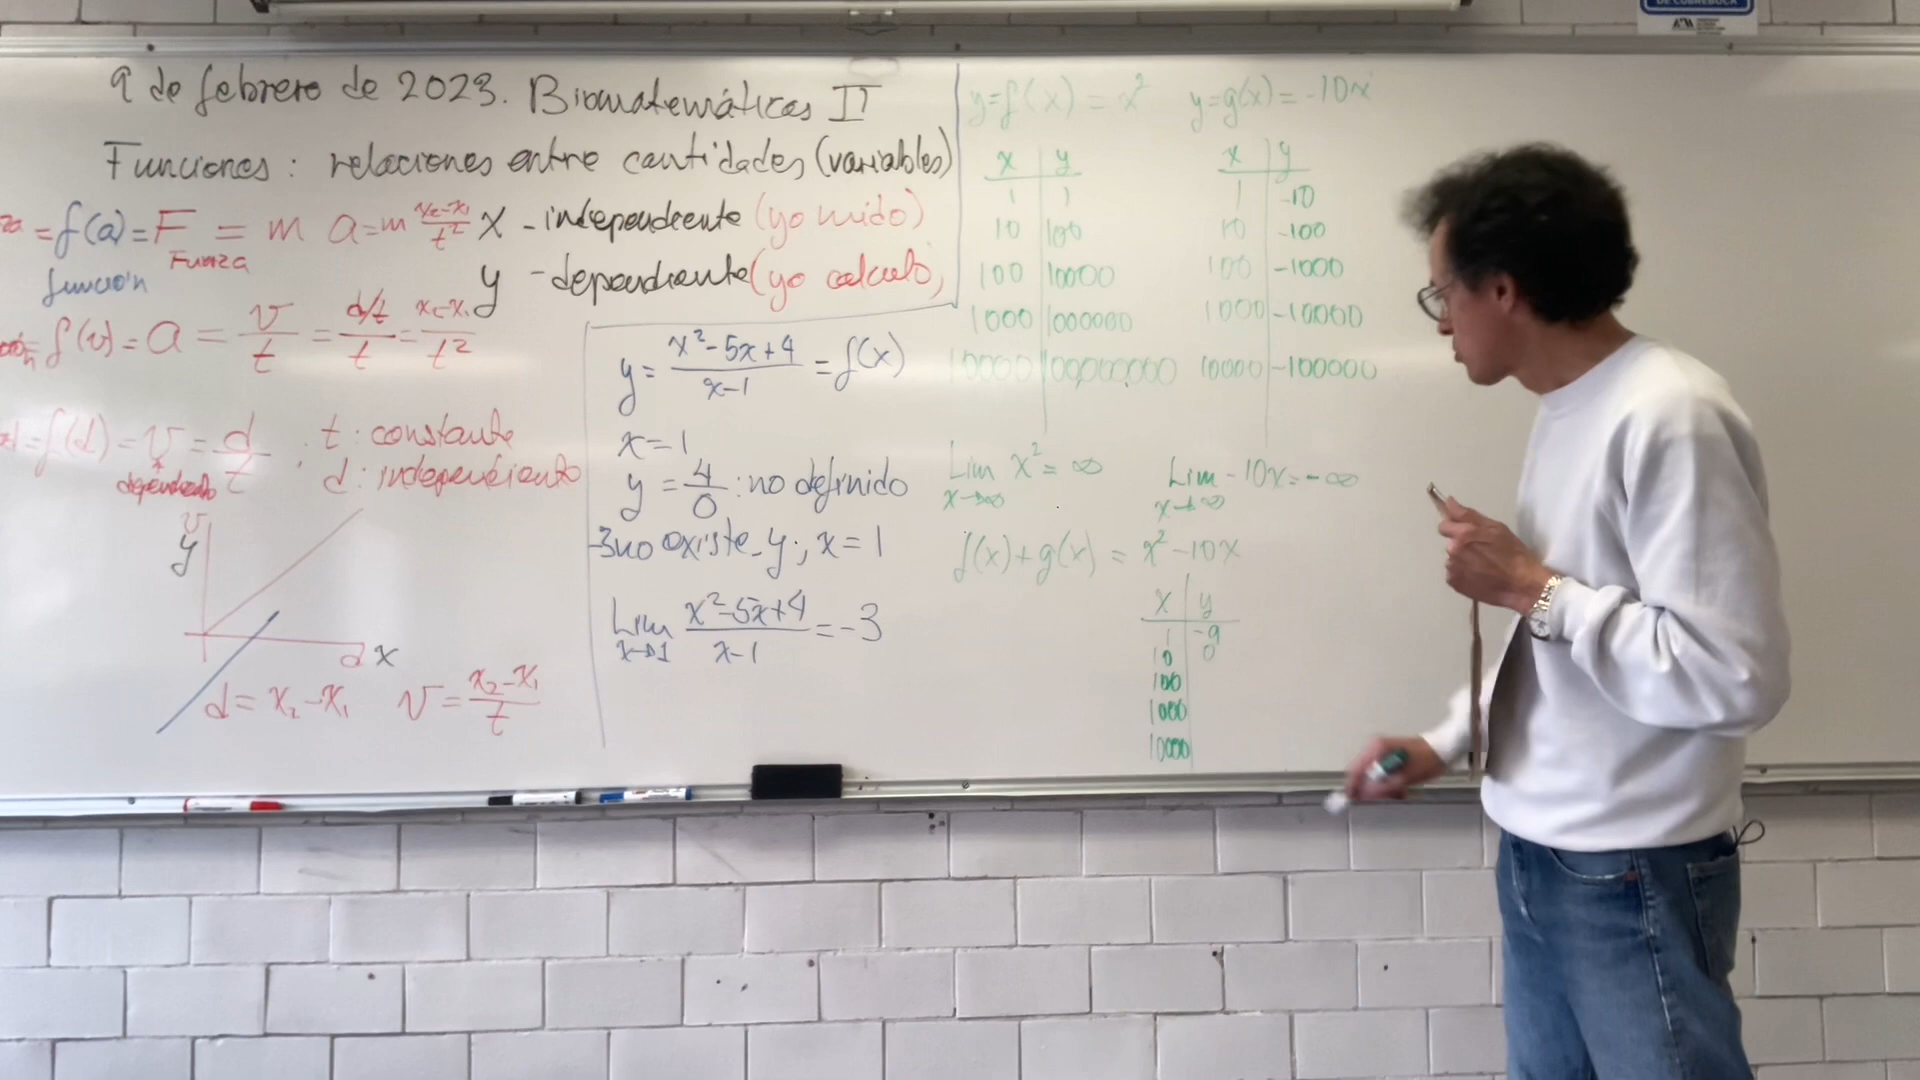 9 de febrero de 2023. Biomatemáticas II
Funciones: relaciones entre cantidades (variables)
= f(a) = F = m a = m (x₂-x₁)/t² x - independiente (yo mido)
Fuerza
función
y - dependiente (yo calculo)
f(v) = a = v/t = (d/t)/t = (x₂-x₁)/t²
= f(d) = v = d/t ; t: constante
dependiente
d: independiente
v
y
d x
d = x₂-x₁ v = (x₂-x₁)/t
y = (x²-5x+4)/(x-1) = f(x)
x=1
y = 4/0 : no definido
no existe y; x=1
Lim x→1 (x²-5x+4)/(x-1) = -3
y=f(x) = x²
x | y
1 | 1
10 | 100
100 | 10000
1000 | 1000000
10000 | 100000000
Lim x→∞ x² = ∞
y=g(x) = -10x
x | y
1 | -10
10 | -100
100 | -1000
1000 | -10000
10000 | -100000
Lim x→∞ -10x = -∞
f(x)+g(x) = x²-10x
x | y
1 | -9
10 | 0
100
1000
10000
DE CUBREBOCA